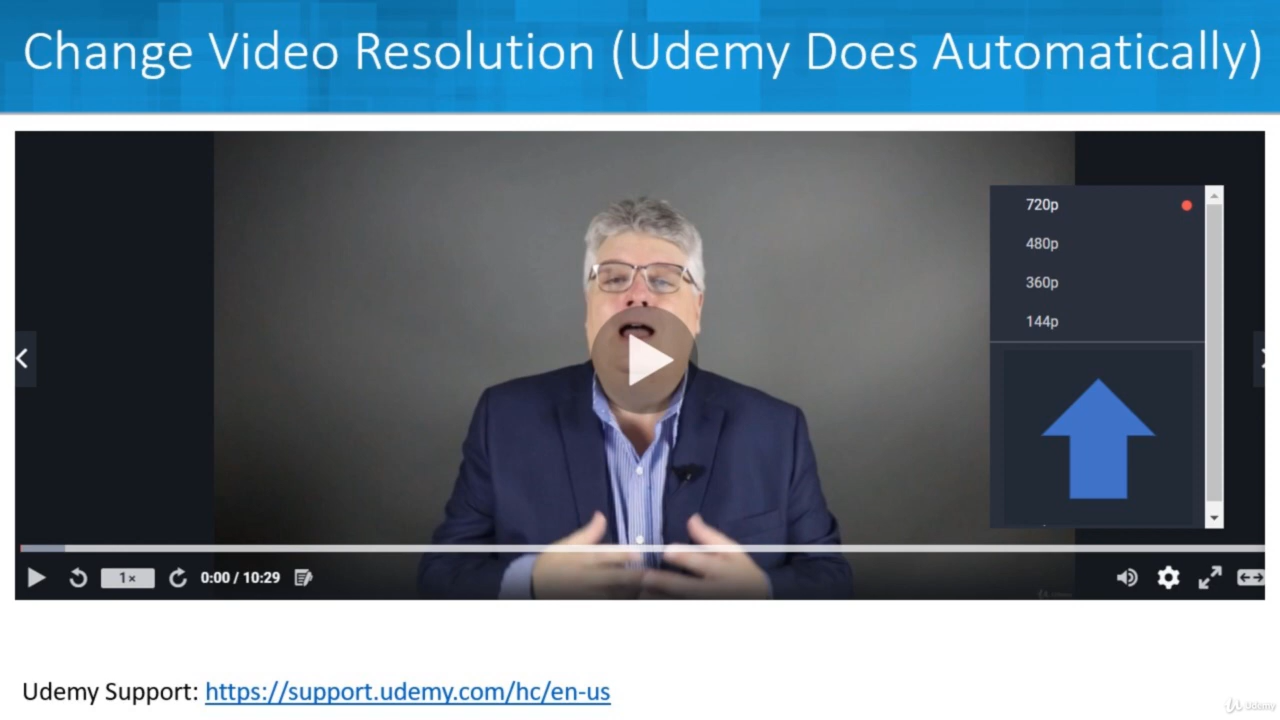 Change Video Resolution (Udemy Does Automatically)
720p
480p
360p
144p
1×
0:00 / 10:29
Udemy Support: https://support.udemy.com/hc/en-us
Udemy